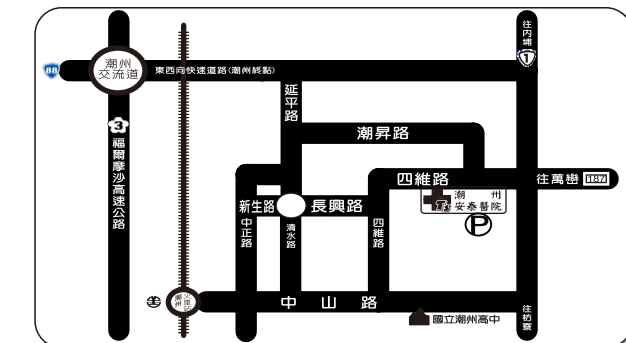 往內埔
1
潮州
交流道
88
東西向快速道路(潮州終點)
延平路
3
福爾摩沙高速公路
潮昇路
四維路
往萬巒 187
潮州
安泰醫院
P
新生路
長興路
中正路
清水路
四維路
潮州
火車站
中山路
國立潮州高中
往枋寮